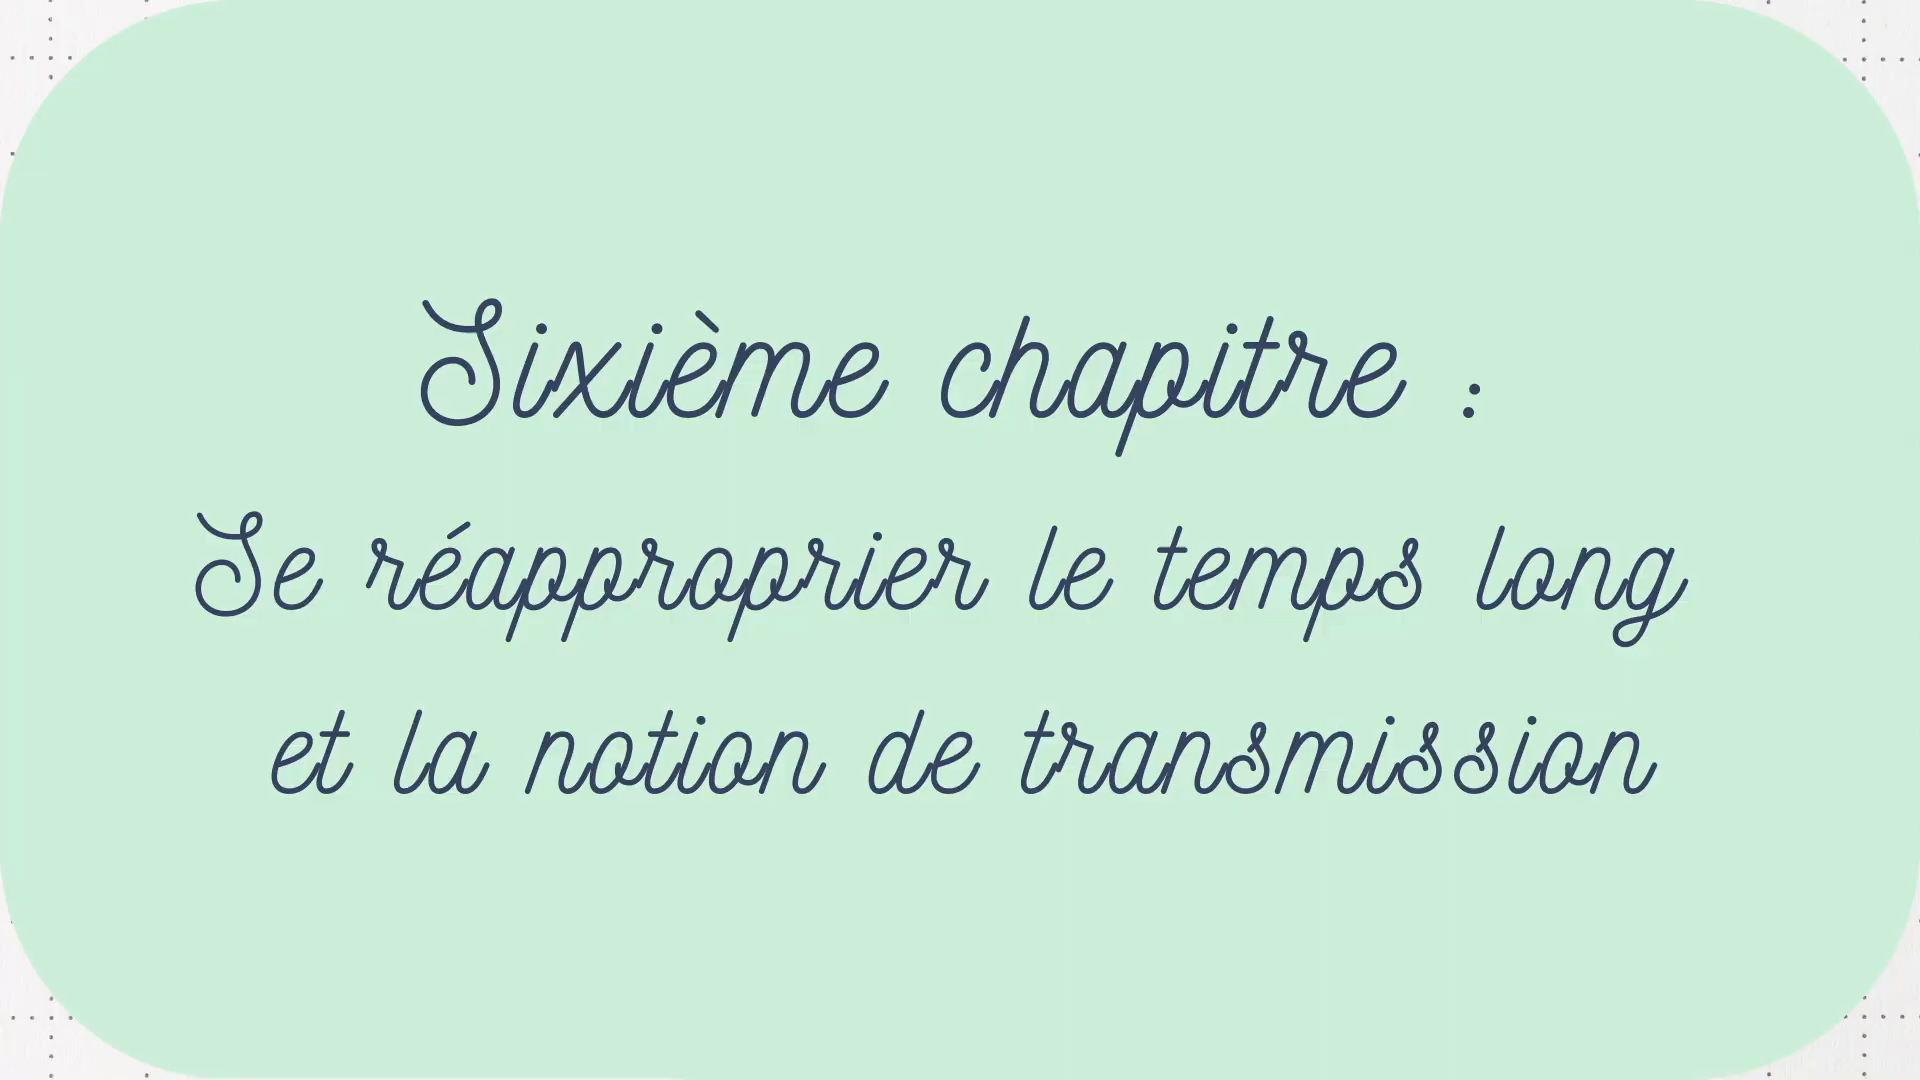 Sixième chapitre :
Se réapproprier le temps long
et la notion de transmission